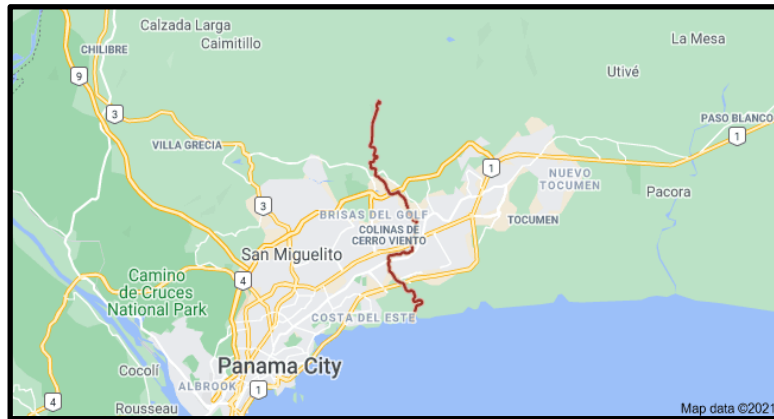 Calzada Larga
Caimitillo
CHILIBRE
9
3
VILLA GRECIA
La Mesa
Utivé
PASO BLANCO
1
1
NUEVO
TOCUMEN
Pacora
TOCUMEN
3
BRISAS DEL GOLF
COLINAS DE
CERRO VIENTO
San Miguelito
4
Camino
de Cruces
National Park
COSTA DEL ESTE
Cocolí
Panama City
ALBROOK
1
4
Rousseau
Map data ©2021